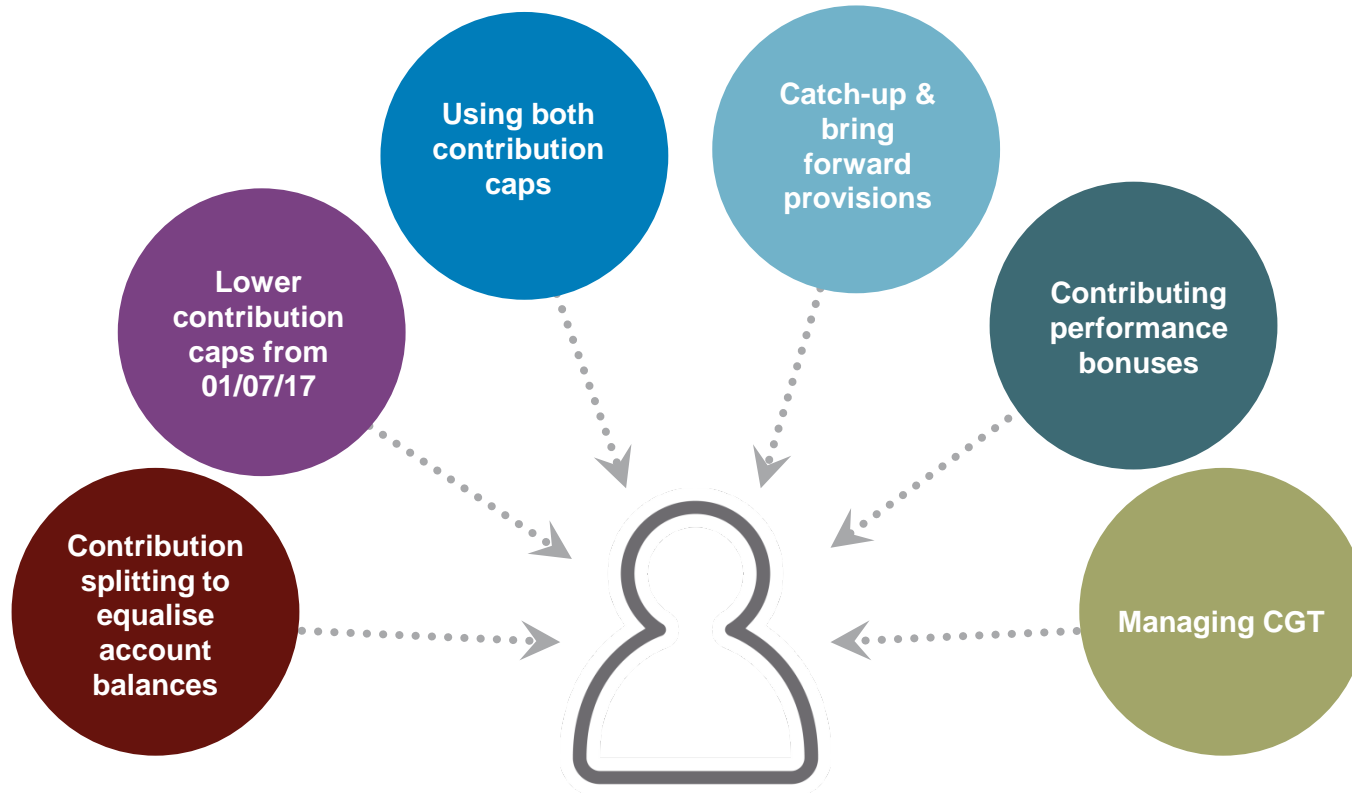 Contribution
splitting to
equalise
account
balances
Lower
contribution
caps from
01/07/17
Using both
contribution
caps
Catch-up &
bring
forward
provisions
Contributing
performance
bonuses
Managing CGT